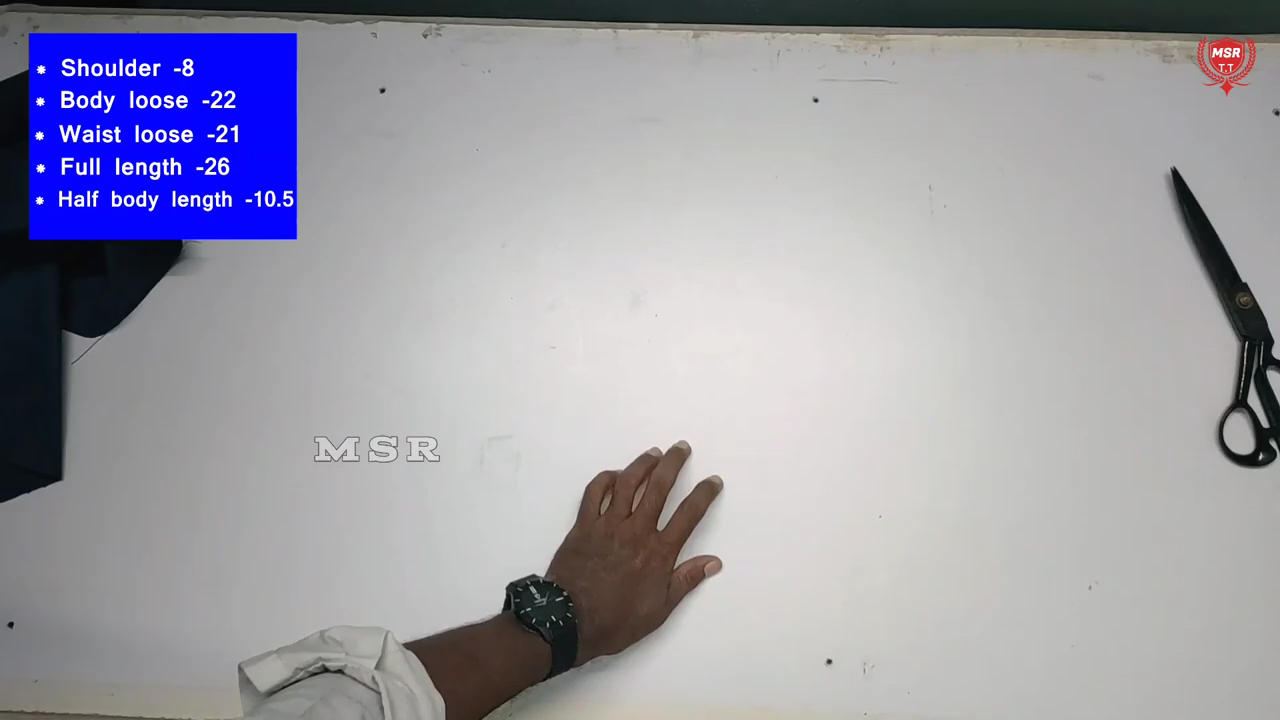 * Shoulder -8
* Body loose -22
* Waist loose -21
* Full length -26
* Half body length -10.5
MSR
T.T
MSR